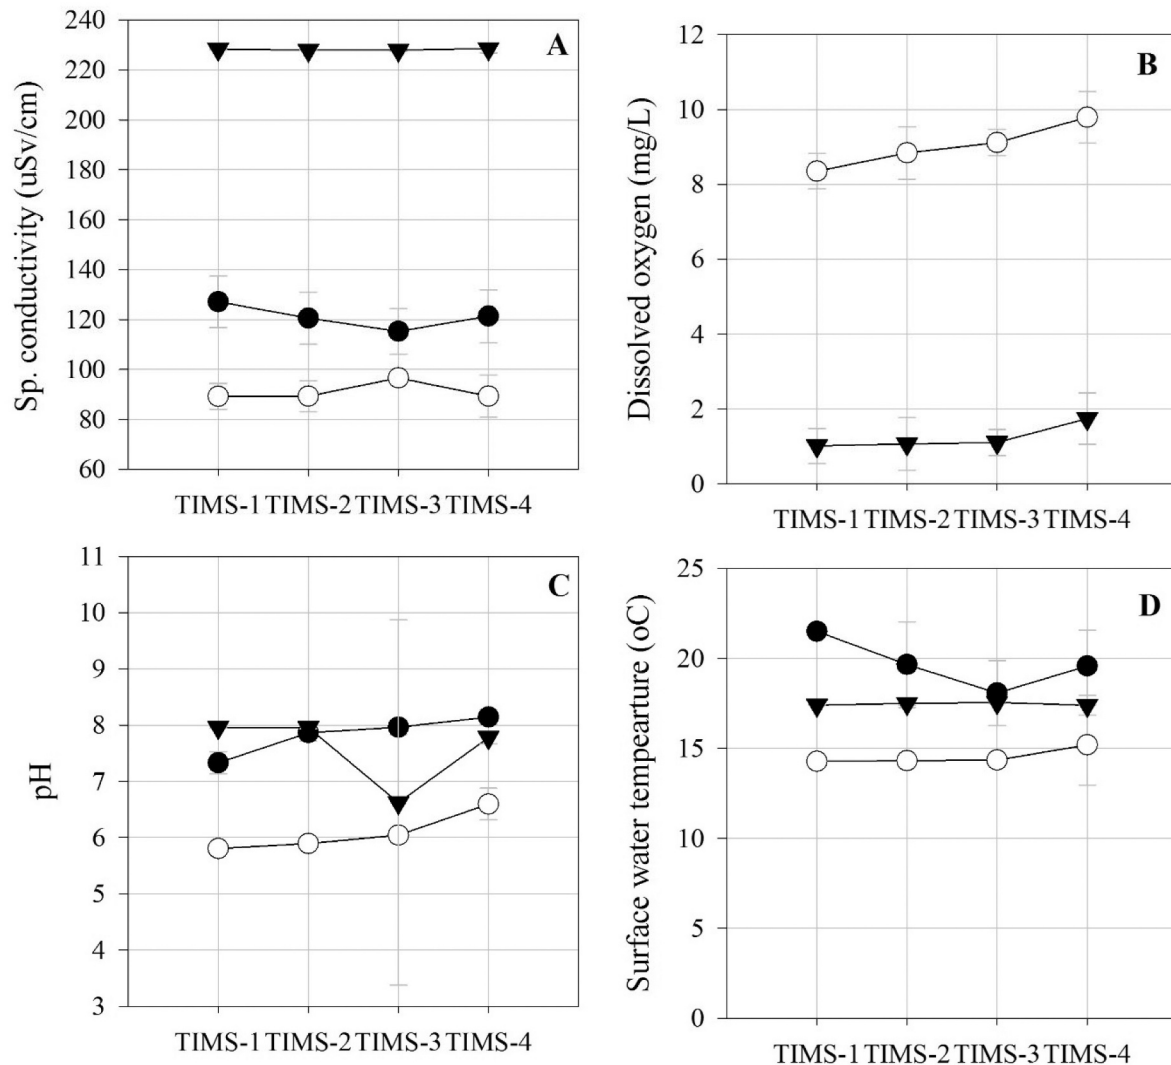 Sp. conductivity (uSv/cm)
240
220
200
180
160
140
120
100
80
60
A
TIMS-1 TIMS-2 TIMS-3 TIMS-4
Dissolved oxygen (mg/L)
12
10
8
6
4
2
0
B
TIMS-1 TIMS-2 TIMS-3 TIMS-4
pH
11
10
9
8
7
6
5
4
3
C
TIMS-1 TIMS-2 TIMS-3 TIMS-4
Surface water tempearture (oC)
25
20
15
10
5
0
D
TIMS-1 TIMS-2 TIMS-3 TIMS-4